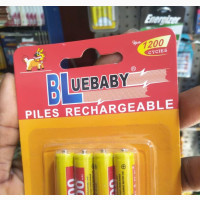 Energizer
1200
CYCLES
BLUEBABY
PILES RECHARGEABLE